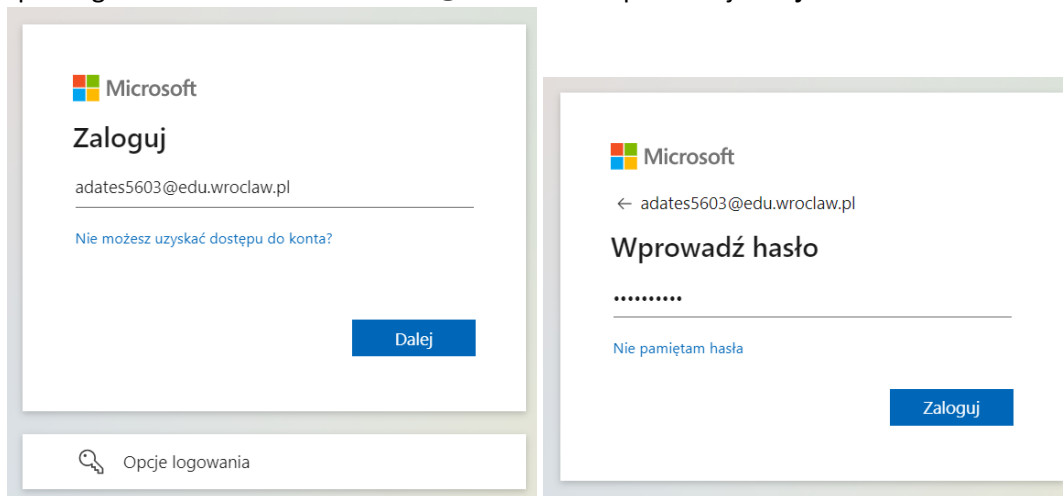 Microsoft
Zaloguj
adates5603@edu.wroclaw.pl
Nie możesz uzyskać dostępu do konta?
Dalej
Opcje logowania
Microsoft
← adates5603@edu.wroclaw.pl
Wprowadź hasło
••••••••••
Nie pamiętam hasła
Zaloguj